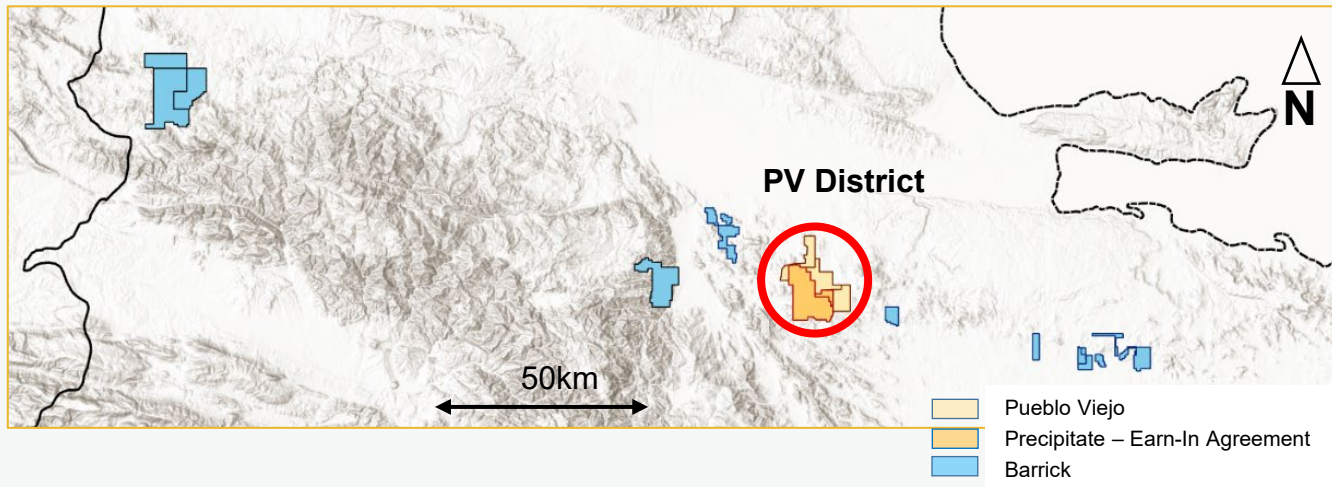 N
PV District
50km
Pueblo Viejo
Precipitate – Earn-In Agreement
Barrick